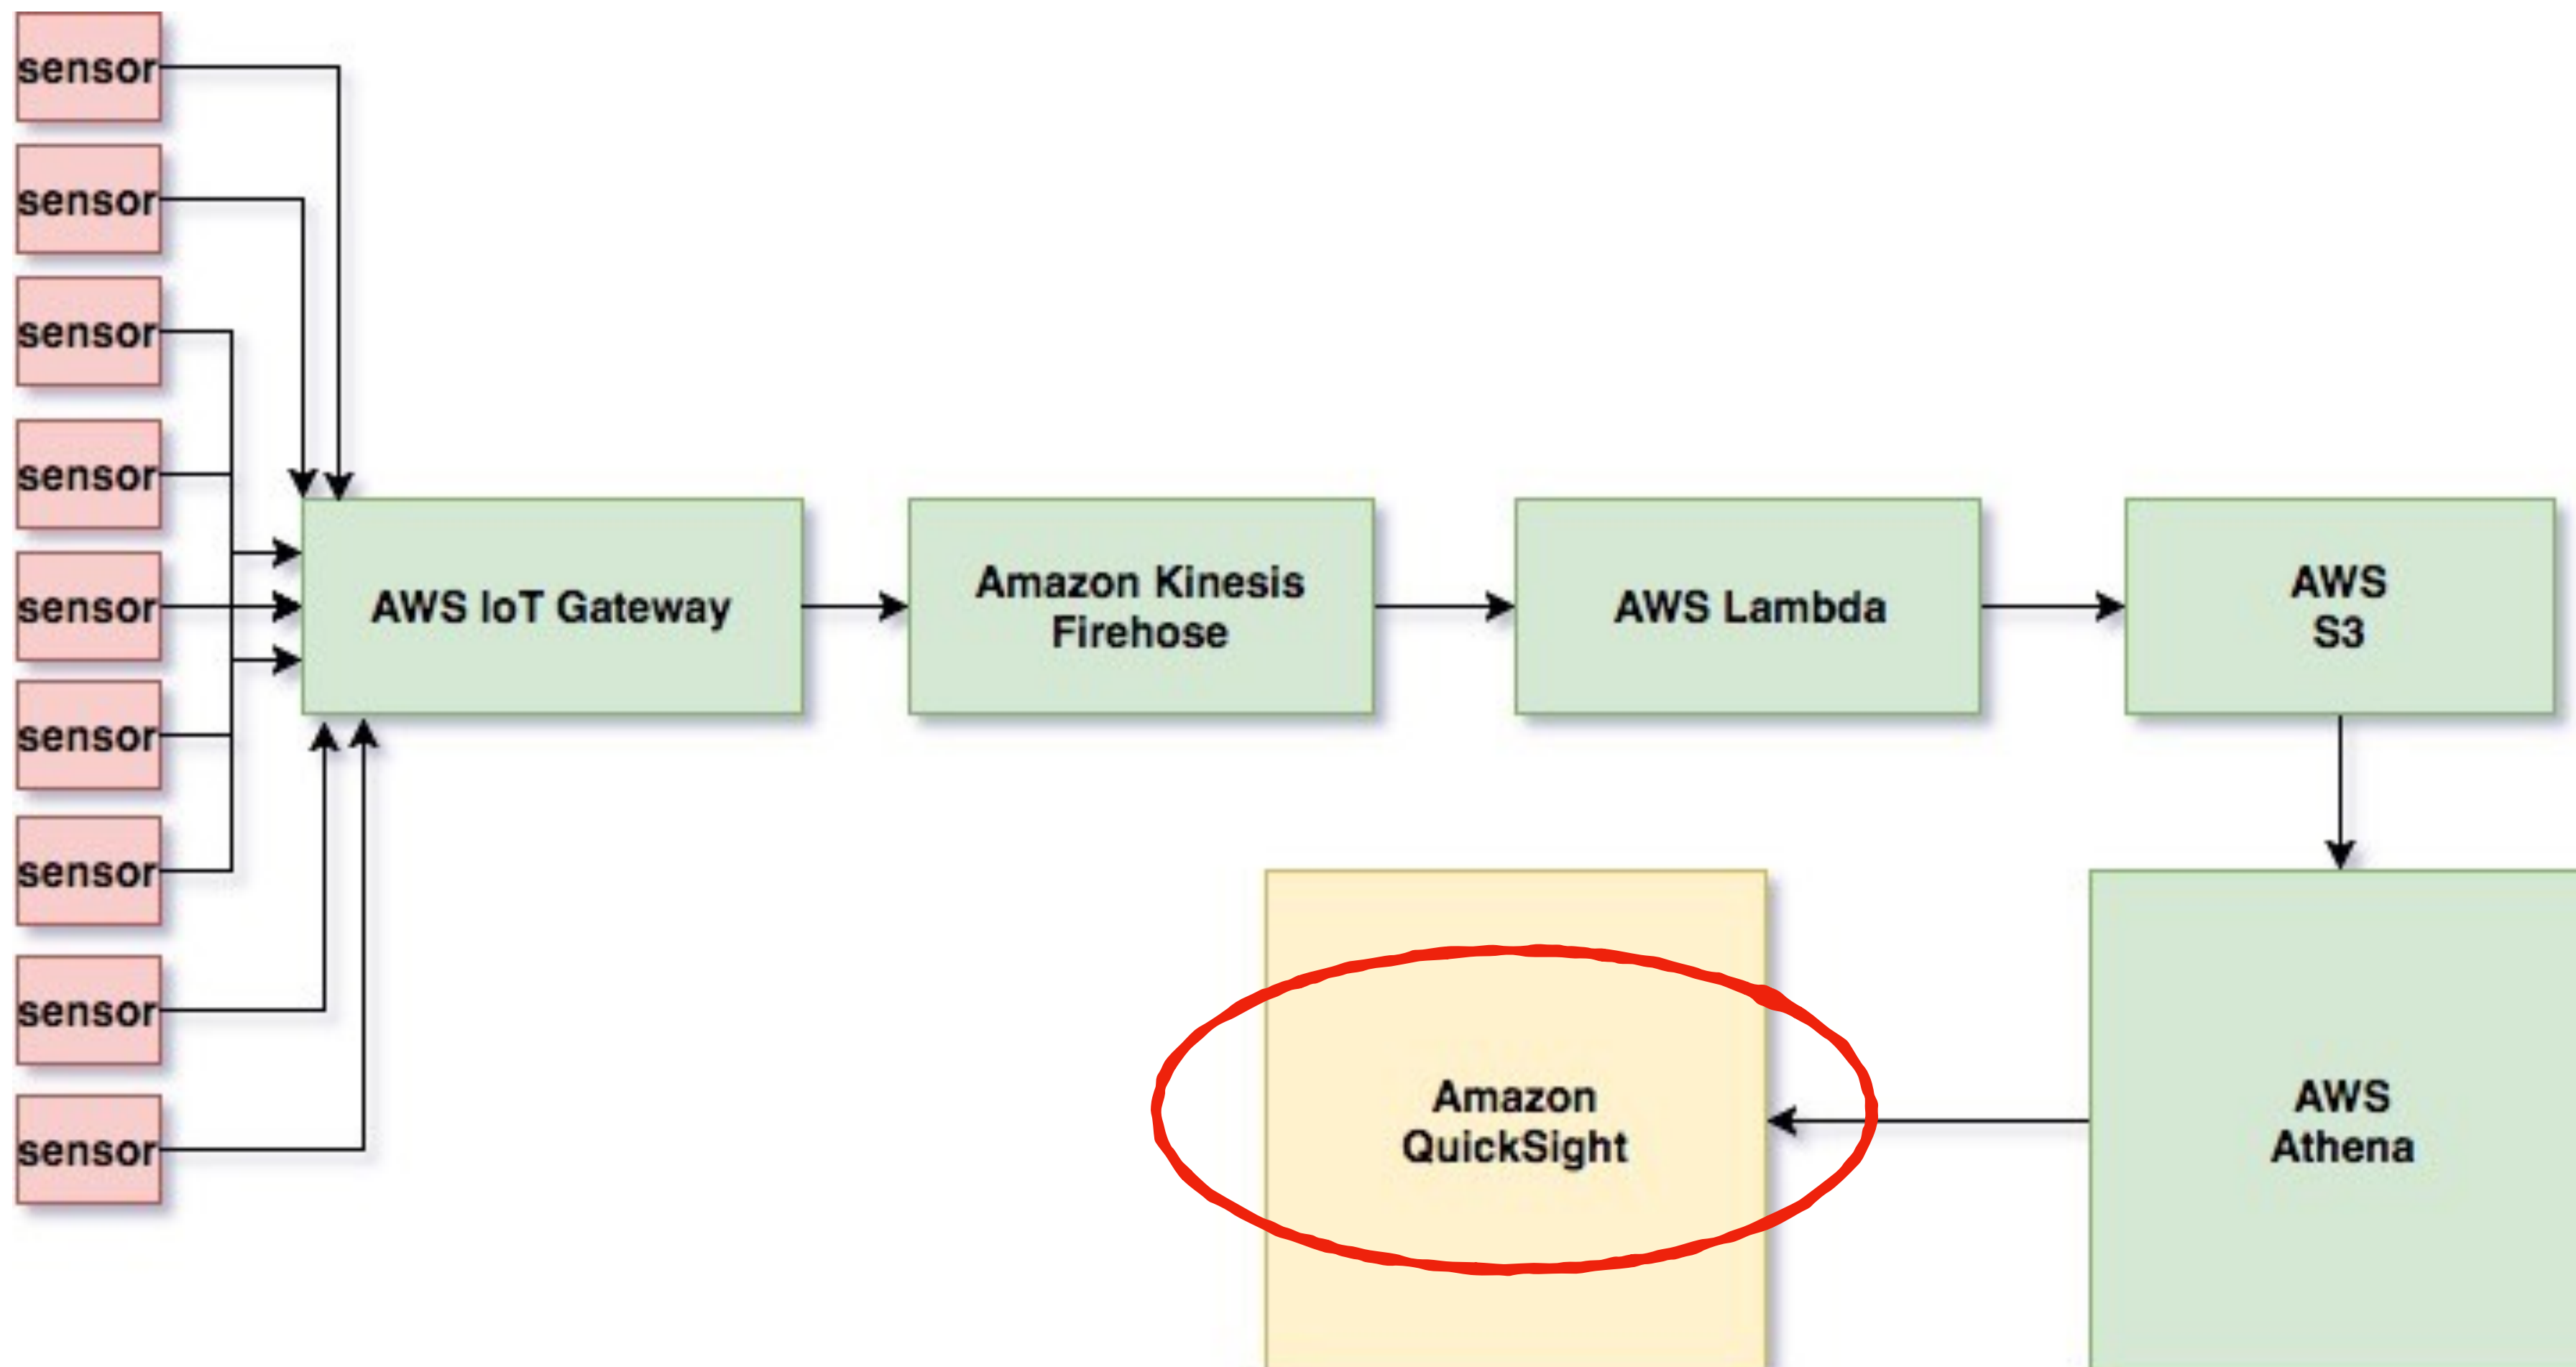 sensor
sensor
sensor
sensor
sensor
sensor
sensor
sensor
sensor
AWS IoT Gateway
Amazon Kinesis
Firehose
AWS Lambda
AWS
S3
Amazon
QuickSight
AWS
Athena